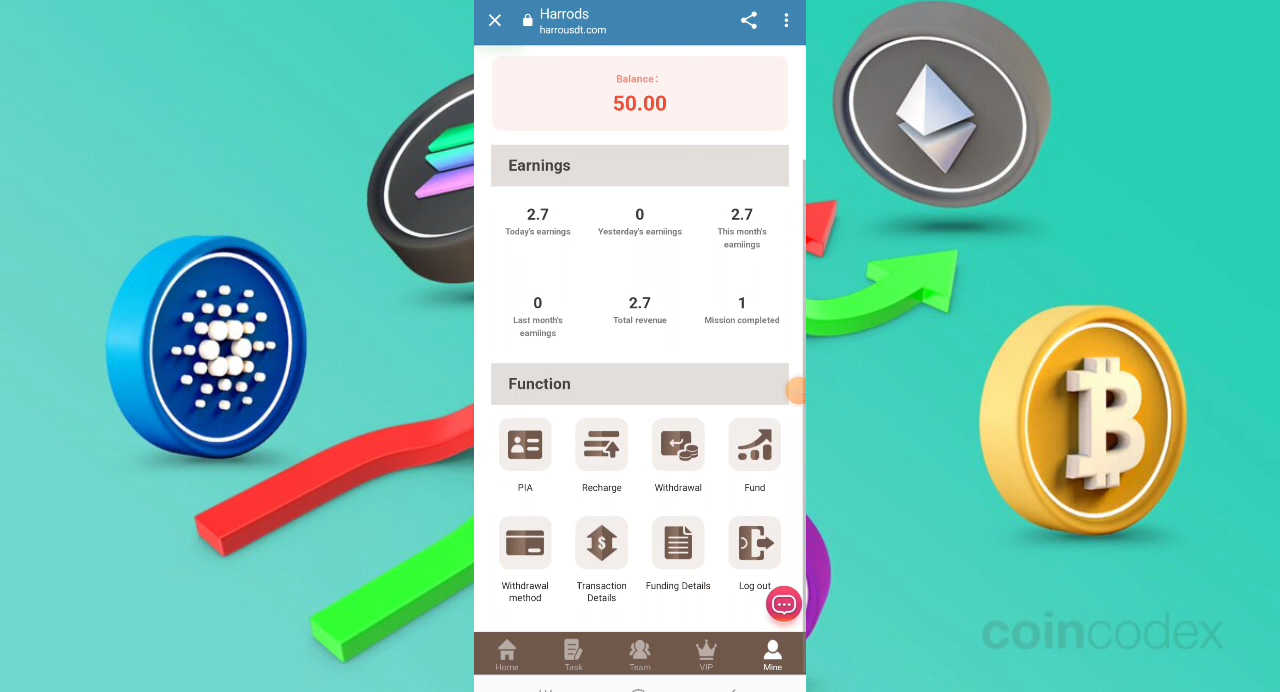 Harrods
harrousdt.com
Balance：
50.00
Earnings
2.7
0
2.7
Today's earnings
Yesterday's earniings
This month's
earniings
0
2.7
1
Last month's
earniings
Total revenue
Mission completed
Function
PIA
Recharge
Withdrawal
Fund
Withdrawal
method
Transaction
Details
Funding Details
Log out
Home
Task
Team
VIP
Mine
coincodex